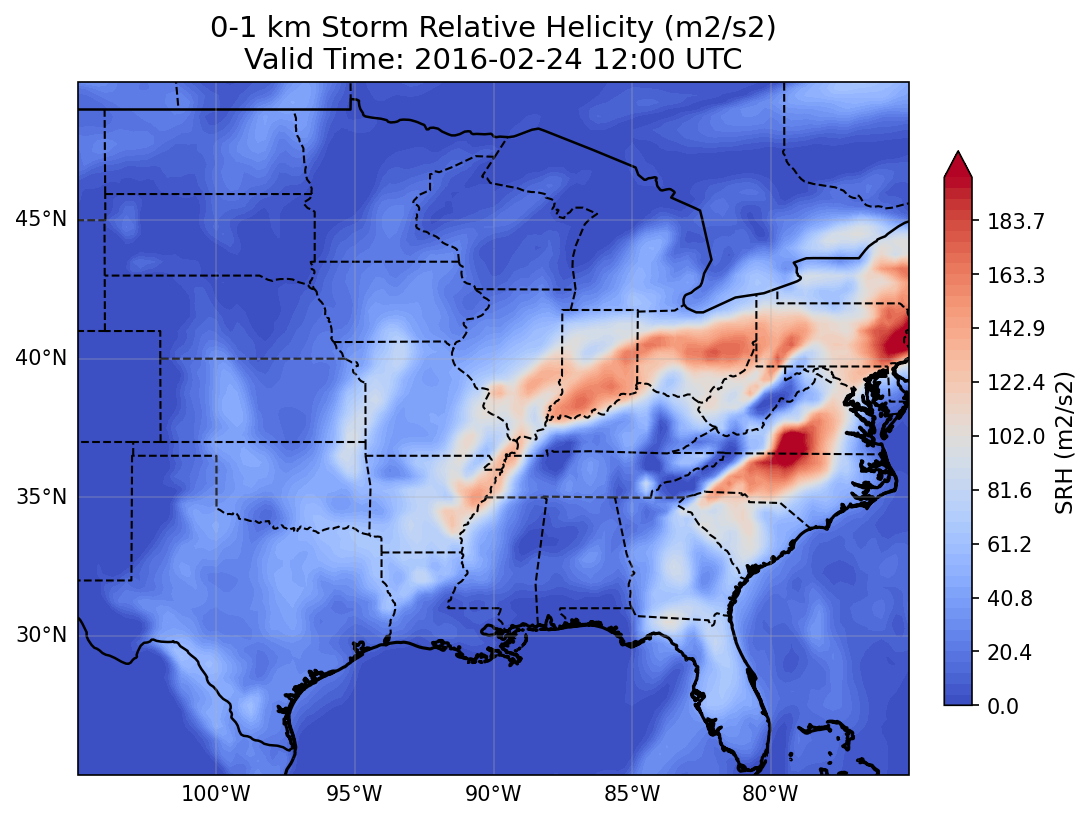 0-1 km Storm Relative Helicity (m2/s2)
Valid Time: 2016-02-24 12:00 UTC
45°N
40°N
35°N
30°N
100°W
95°W
90°W
85°W
80°W
183.7
163.3
142.9
122.4
102.0
81.6
61.2
40.8
20.4
0.0
SRH (m2/s2)